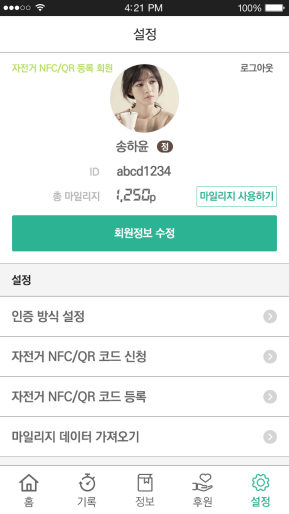 4:21 PM 100%
설정
자전거 NFC/QR 등록 회원 로그아웃
송하윤 정
ID abcd1234
총 마일리지 1,250p 마일리지 사용하기
회원정보 수정
설정
인증 방식 설정
자전거 NFC/QR 코드 신청
자전거 NFC/QR 코드 등록
마일리지 데이터 가져오기
홈 기록 정보 후원 설정